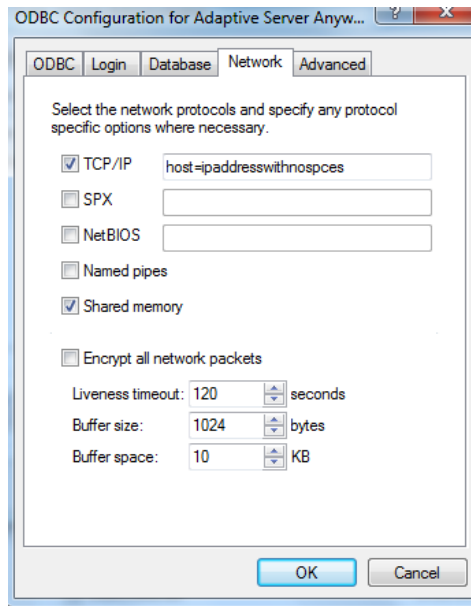 ODBC Configuration for Adaptive Server Anyw...
ODBC Login Database Network Advanced
Select the network protocols and specify any protocol
specific options where necessary.
TCP/IP host=ipaddresswithnospces
SPX
NetBIOS
Named pipes
Shared memory
Encrypt all network packets
Liveness timeout: 120 seconds
Buffer size: 1024 bytes
Buffer space: 10 KB
OK Cancel